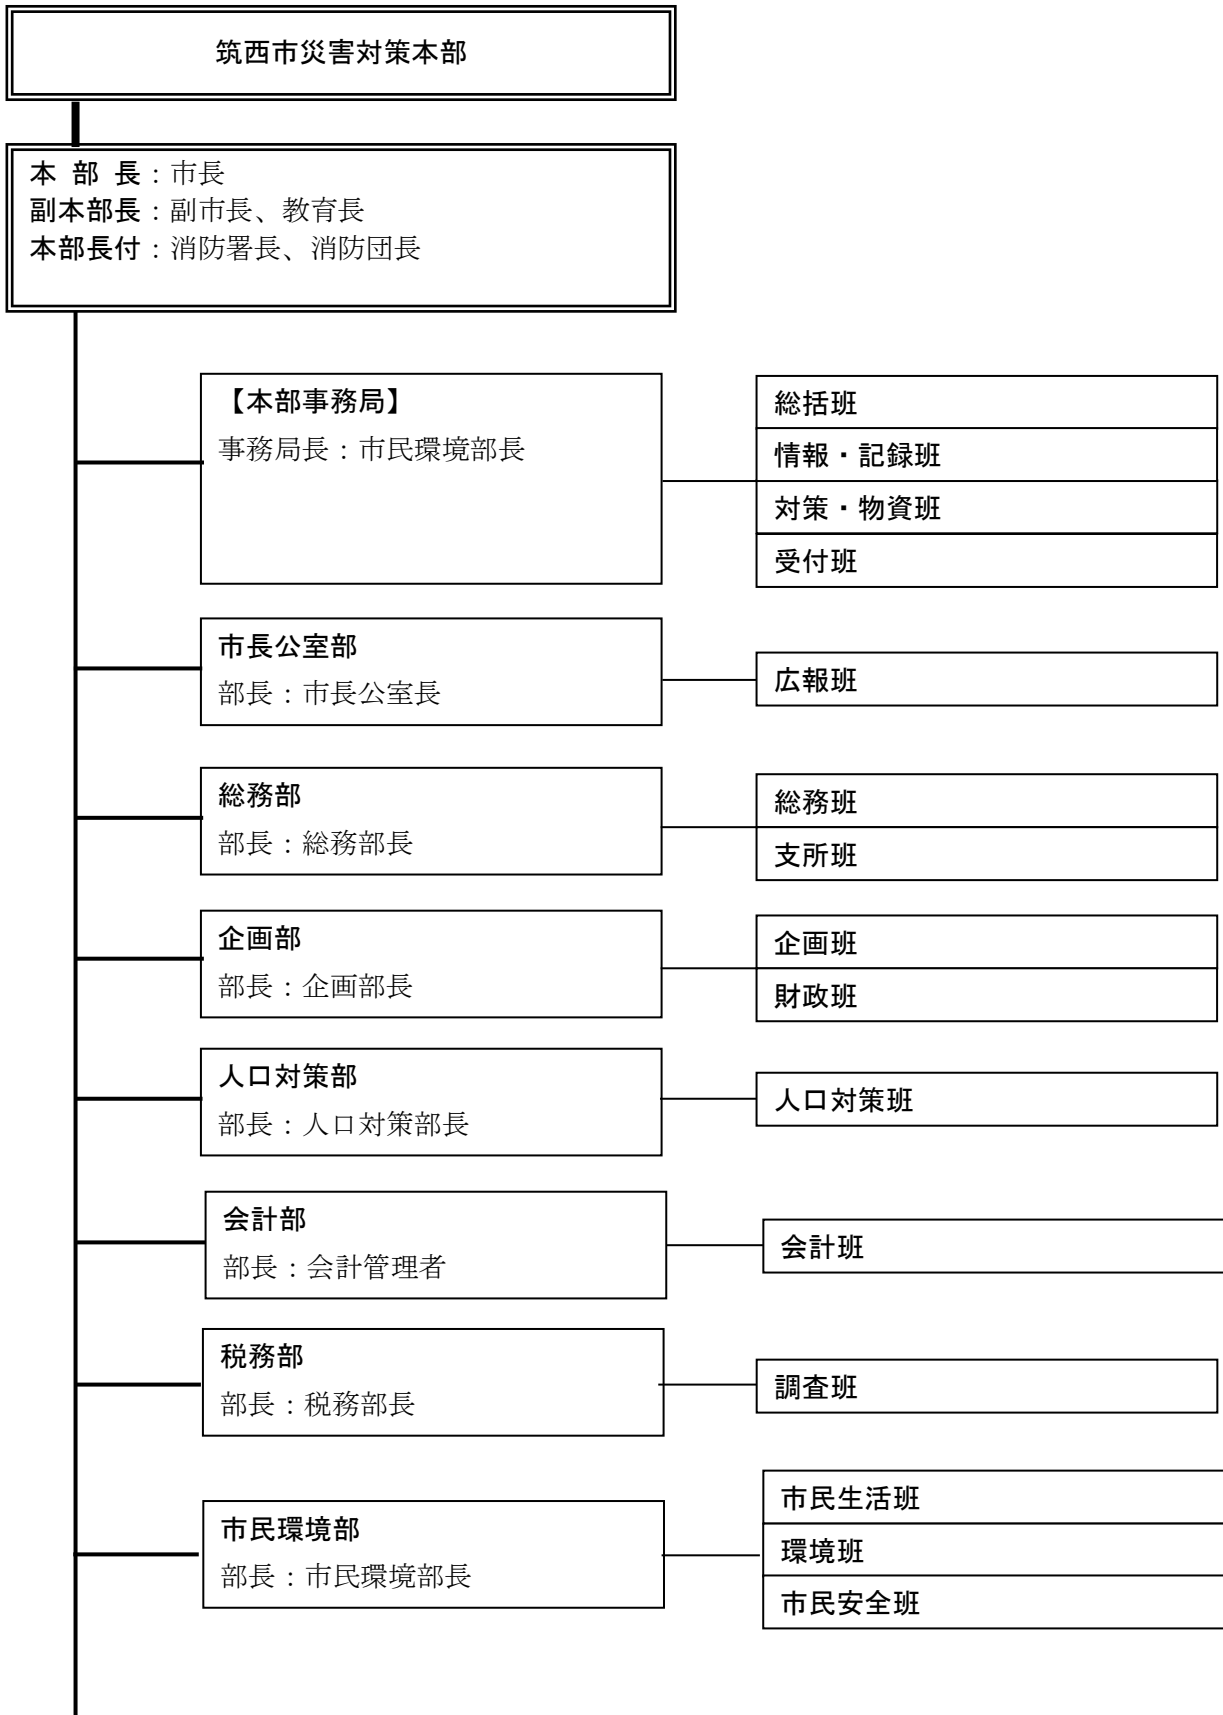 筑西市災害対策本部
本 部 長：市長
副本部長：副市長、教育長
本部長付：消防署長、消防団長
【本部事務局】
事務局長：市民環境部長
総括班
情報・記録班
対策・物資班
受付班
市長公室部
部長：市長公室長
広報班
総務部
部長：総務部長
総務班
支所班
企画部
部長：企画部長
企画班
財政班
人口対策部
部長：人口対策部長
人口対策班
会計部
部長：会計管理者
会計班
税務部
部長：税務部長
調査班
市民環境部
部長：市民環境部長
市民生活班
環境班
市民安全班